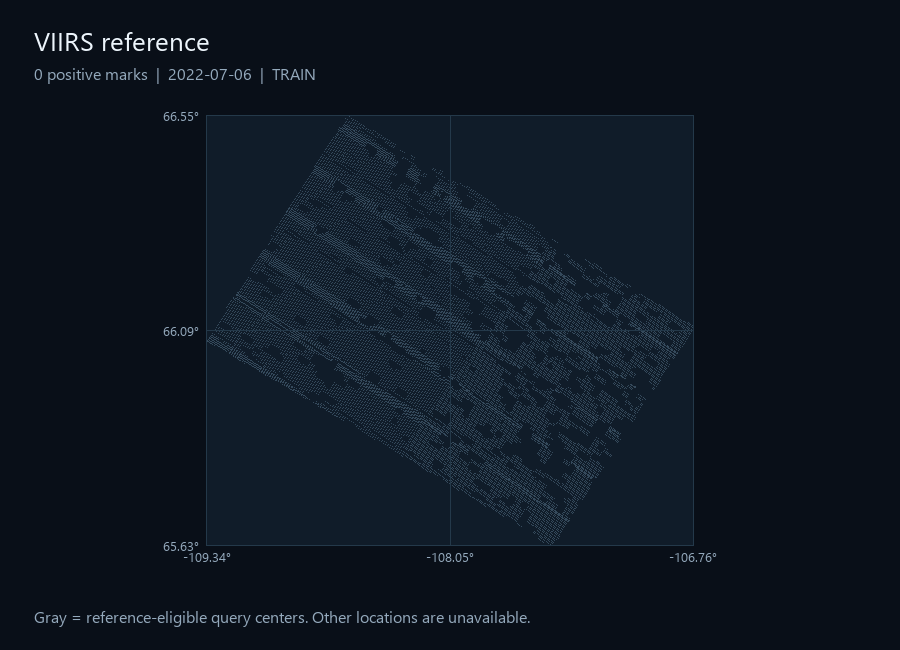 VIIRS reference
0 positive marks | 2022-07-06 | TRAIN
66.55°
66.09°
65.63°
-109.34°
-108.05°
-106.76°
Gray = reference-eligible query centers. Other locations are unavailable.